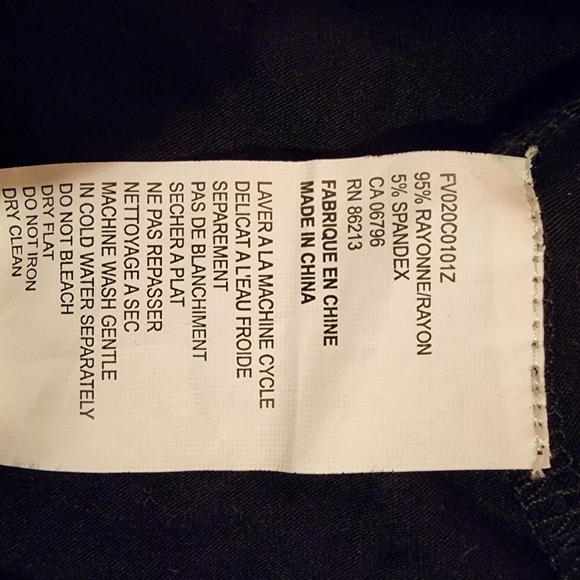 FV020C0101Z
95% RAYONNE/RAYON
5% SPANDEX
CA 06796
RN 86213
FABRIQUE EN CHINE
MADE IN CHINA
LAVER A LA MACHINE CYCLE
DELICAT A L'EAU FROIDE
SEPAREMENT
PAS DE BLANCHIMENT
SECHER A PLAT
NE PAS REPASSER
NETTOYAGE A SEC
MACHINE WASH GENTLE
IN COLD WATER SEPARATELY
DO NOT BLEACH
DRY FLAT
DO NOT IRON
DRY CLEAN